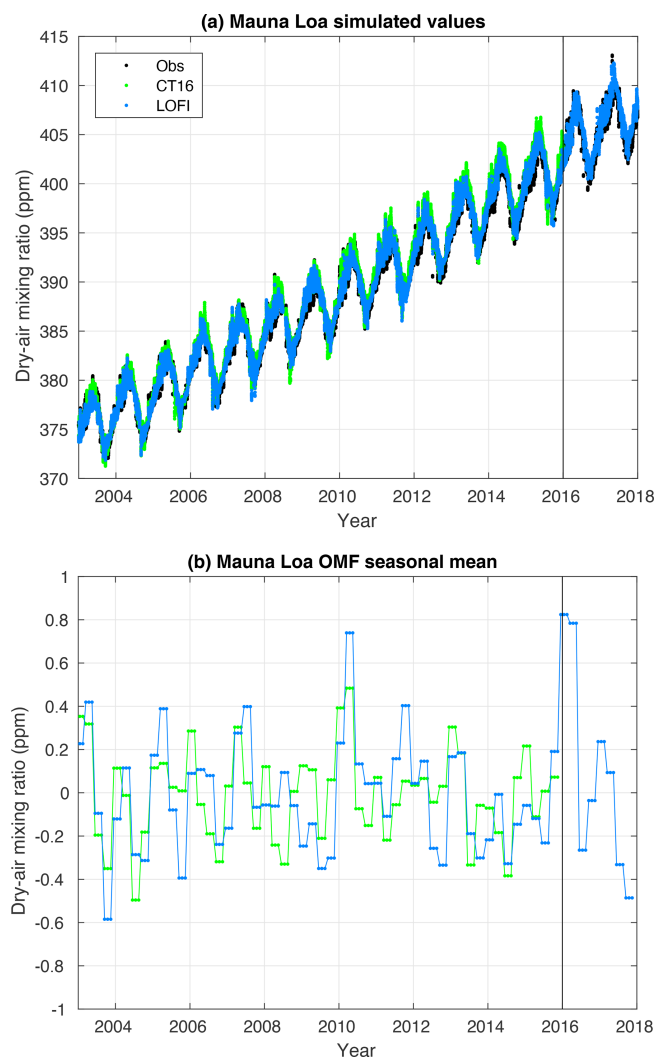 (a) Mauna Loa simulated values
415
410
405
400
395
390
385
380
375
370
Dry-air mixing ratio (ppm)
Obs
CT16
LOFI
2004 2006 2008 2010 2012 2014 2016 2018
Year
(b) Mauna Loa OMF seasonal mean
1
0.8
0.6
0.4
0.2
0
-0.2
-0.4
-0.6
-0.8
-1
Dry-air mixing ratio (ppm)
2004 2006 2008 2010 2012 2014 2016 2018
Year